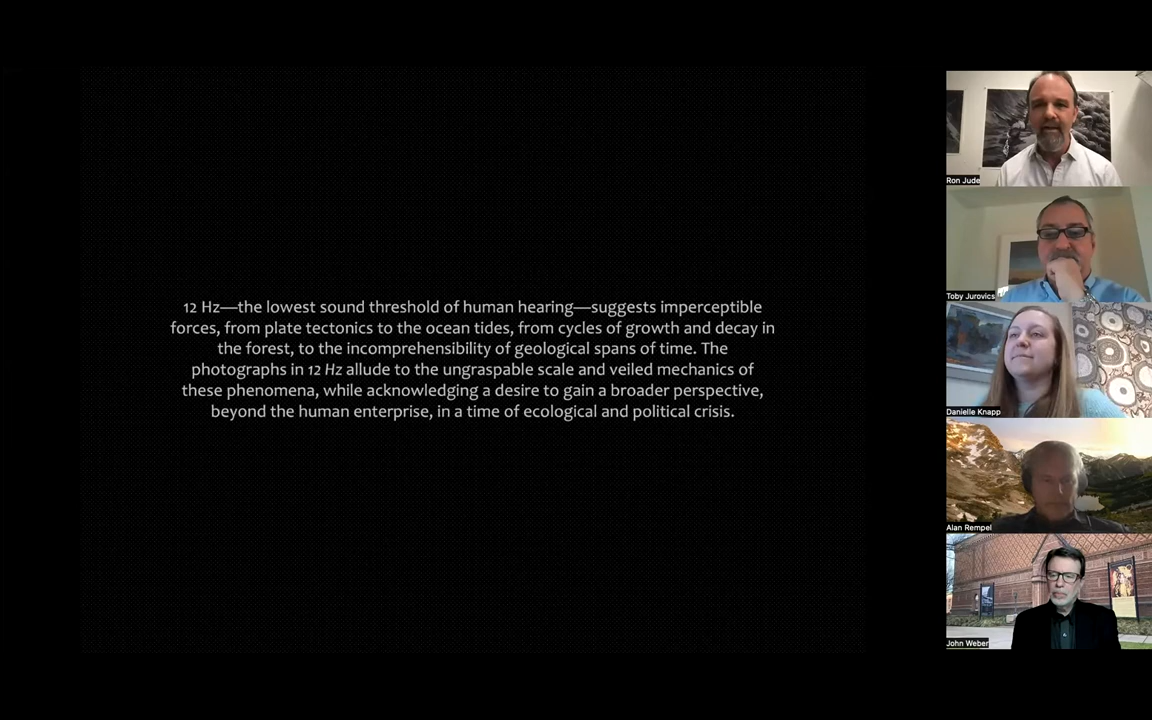 12 Hz—the lowest sound threshold of human hearing—suggests imperceptible
forces, from plate tectonics to the ocean tides, from cycles of growth and decay in
the forest, to the incomprehensibility of geological spans of time. The
photographs in 12 Hz allude to the ungraspable scale and veiled mechanics of
these phenomena, while acknowledging a desire to gain a broader perspective,
beyond the human enterprise, in a time of ecological and political crisis.
Ron Jude
Toby Jurovics
Danielle Knapp
Alan Rempel
John Weber